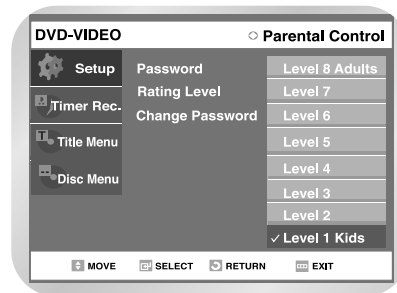 DVD-VIDEO
Parental Control
Setup
Timer Rec.
Title Menu
Disc Menu
Password
Rating Level
Change Password
Level 8 Adults
Level 7
Level 6
Level 5
Level 4
Level 3
Level 2
✓ Level 1 Kids
MOVE SELECT RETURN EXIT